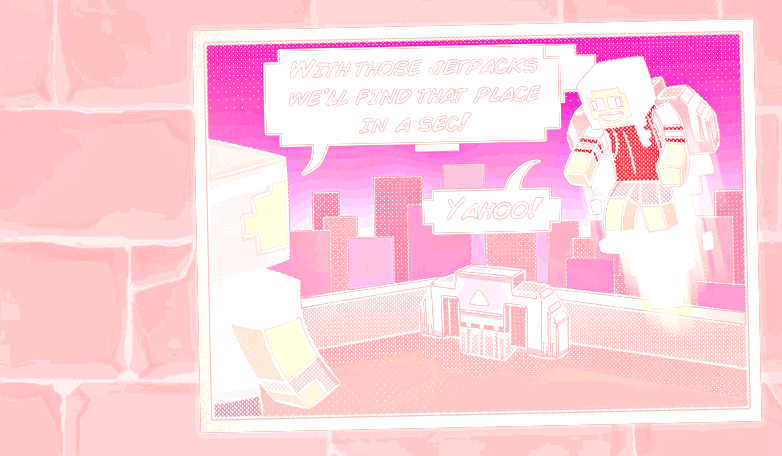 WITH THOSE JETPACKS
WE'LL FIND THAT PLACE
IN A SEC!
YAHOO!